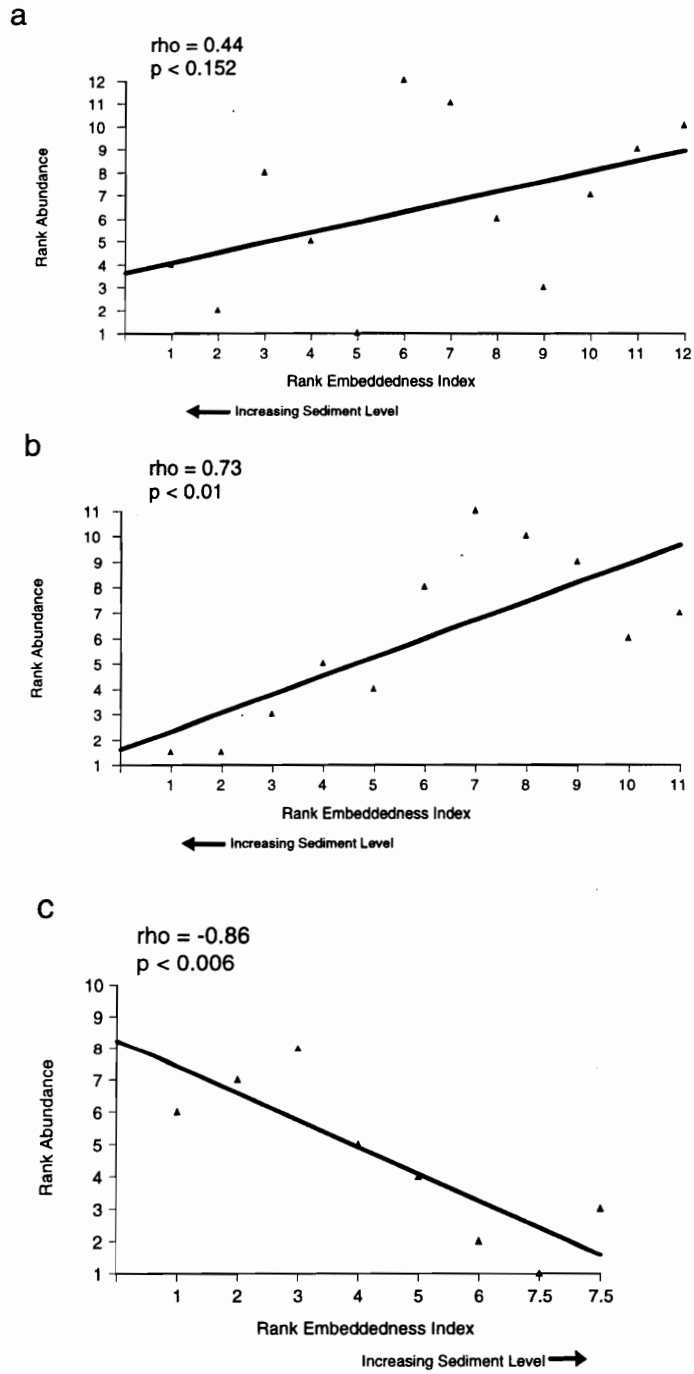 a
rho = 0.44
p < 0.152
12
11
10
9
8
7
6
5
4
3
2
1
Rank Abundance
1 2 3 4 5 6 7 8 9 10 11 12
Rank Embeddedness Index
Increasing Sediment Level
b
rho = 0.73
p < 0.01
11
10
9
8
7
6
5
4
3
2
1
Rank Abundance
1 2 3 4 5 6 7 8 9 10 11
Rank Embeddedness Index
Increasing Sediment Level
c
rho = -0.86
p < 0.006
10
9
8
7
6
5
4
3
2
1
Rank Abundance
1 2 3 4 5 6 7.5 7.5
Rank Embeddedness Index
Increasing Sediment Level